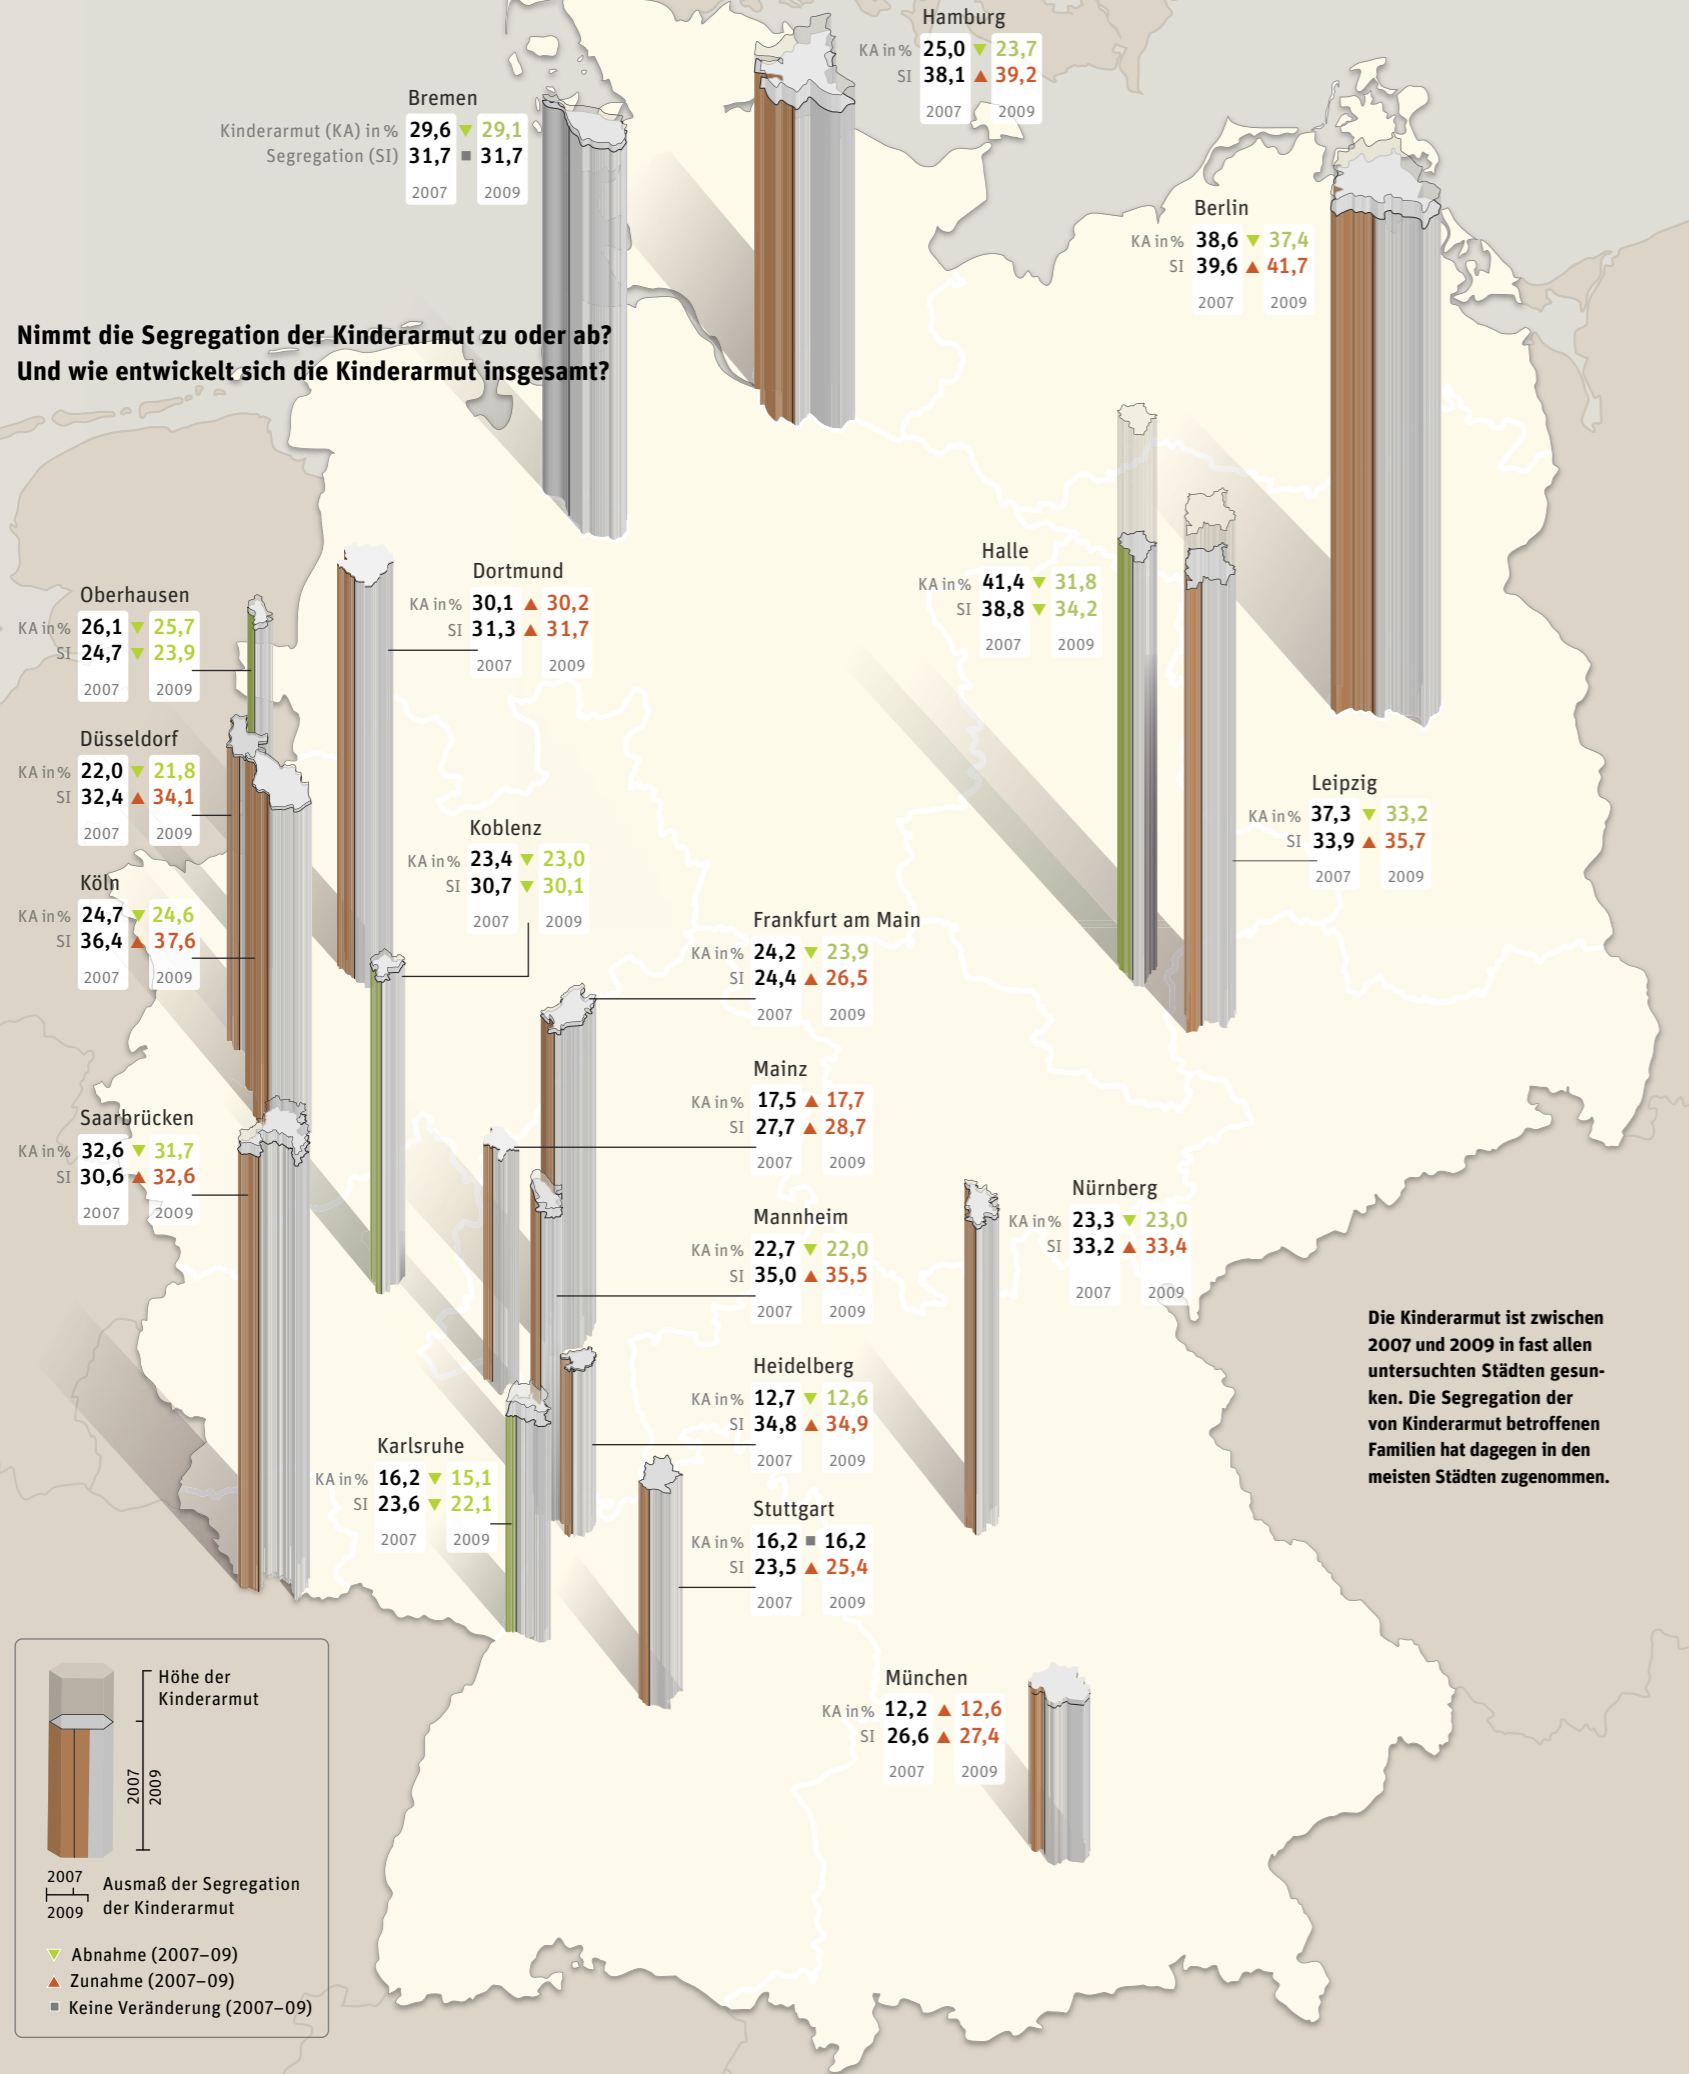 Hamburg
KA in % 25,0 ▼ 23,7
SI 38,1 ▲ 39,2
2007 2009
Bremen
Kinderarmut (KA) in % 29,6 ▼ 29,1
Segregation (SI) 31,7 ■ 31,7
2007 2009
Berlin
KA in % 38,6 ▼ 37,4
SI 39,6 ▲ 41,7
2007 2009
Nimmt die Segregation der Kinderarmut zu oder ab?
Und wie entwickelt sich die Kinderarmut insgesamt?
Halle
KA in % 41,4 ▼ 31,8
SI 38,8 ▼ 34,2
2007 2009
Dortmund
KA in % 30,1 ▲ 30,2
SI 31,3 ▲ 31,7
2007 2009
Oberhausen
KA in % 26,1 ▼ 25,7
SI 24,7 ▼ 23,9
2007 2009
Düsseldorf
KA in % 22,0 ▼ 21,8
SI 32,4 ▲ 34,1
2007 2009
Leipzig
KA in % 37,3 ▼ 33,2
SI 33,9 ▲ 35,7
2007 2009
Koblenz
KA in % 23,4 ▼ 23,0
SI 30,7 ▼ 30,1
2007 2009
Köln
KA in % 24,7 ▼ 24,6
SI 36,4 ▲ 37,6
2007 2009
Frankfurt am Main
KA in % 24,2 ▼ 23,9
SI 24,4 ▲ 26,5
2007 2009
Mainz
KA in % 17,5 ▲ 17,7
SI 27,7 ▲ 28,7
2007 2009
Saarbrücken
KA in % 32,6 ▼ 31,7
SI 30,6 ▲ 32,6
2007 2009
Nürnberg
KA in % 23,3 ▼ 23,0
SI 33,2 ▲ 33,4
2007 2009
Mannheim
KA in % 22,7 ▼ 22,0
SI 35,0 ▲ 35,5
2007 2009
Die Kinderarmut ist zwischen
2007 und 2009 in fast allen
untersuchten Städten gesun-
ken. Die Segregation der
von Kinderarmut betroffenen
Familien hat dagegen in den
meisten Städten zugenommen.
Heidelberg
KA in % 12,7 ▼ 12,6
SI 34,8 ▲ 34,9
2007 2009
Karlsruhe
KA in % 16,2 ▼ 15,1
SI 23,6 ▼ 22,1
2007 2009
Stuttgart
KA in % 16,2 ■ 16,2
SI 23,5 ▲ 25,4
2007 2009
München
KA in % 12,2 ▲ 12,6
SI 26,6 ▲ 27,4
2007 2009
Höhe der
Kinderarmut
2007
2009
2007
2009
Ausmaß der Segregation
der Kinderarmut
▼ Abnahme (2007–09)
▲ Zunahme (2007–09)
■ Keine Veränderung (2007–09)